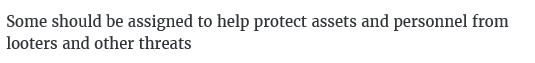 Some should be assigned to help protect assets and personnel from
looters and other threats